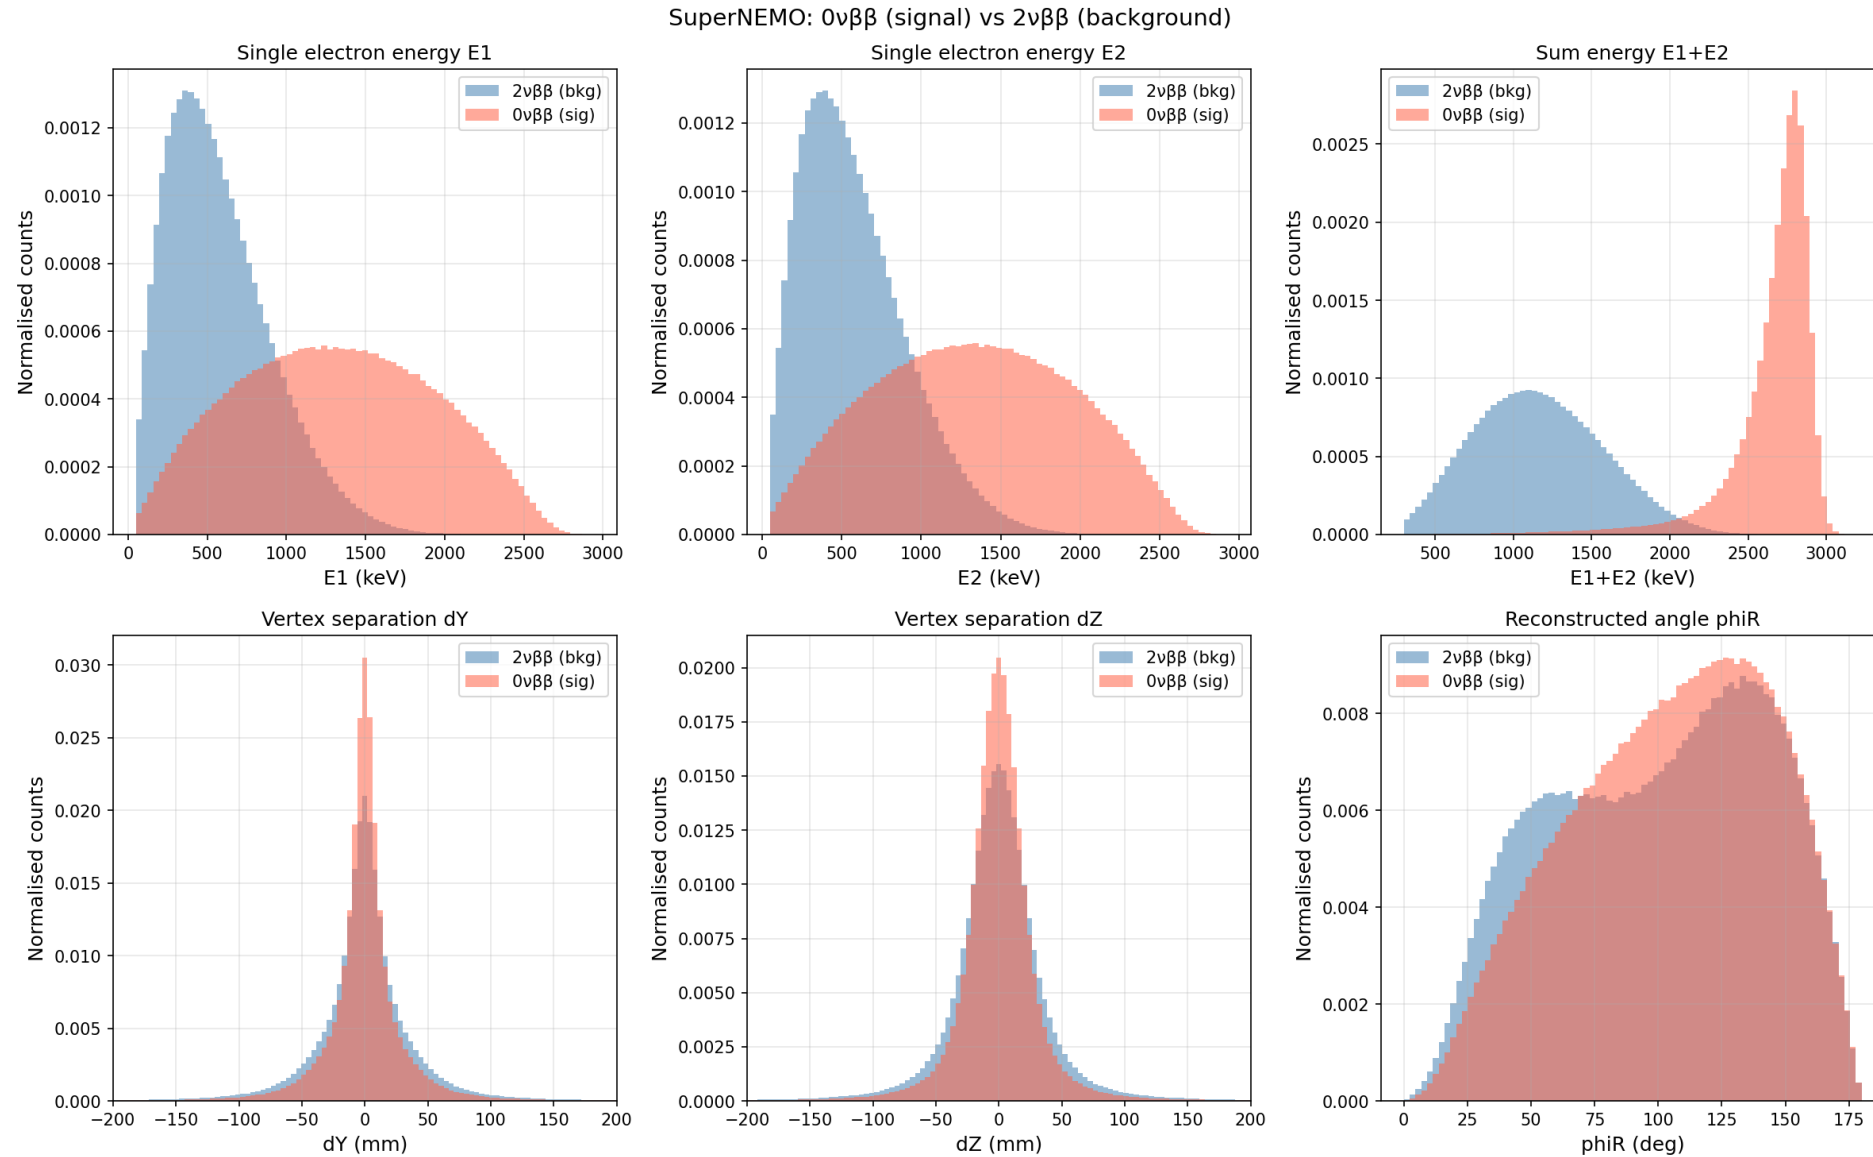 SuperNEMO: 0νββ (signal) vs 2νββ (background)
Single electron energy E1
2νββ (bkg)
0νββ (sig)
Normalised counts
0.0012
0.0010
0.0008
0.0006
0.0004
0.0002
0.0000
0 500 1000 1500 2000 2500 3000
E1 (keV)
Single electron energy E2
2νββ (bkg)
0νββ (sig)
Normalised counts
0.0012
0.0010
0.0008
0.0006
0.0004
0.0002
0.0000
0 500 1000 1500 2000 2500 3000
E2 (keV)
Sum energy E1+E2
2νββ (bkg)
0νββ (sig)
Normalised counts
0.0025
0.0020
0.0015
0.0010
0.0005
0.0000
500 1000 1500 2000 2500 3000
E1+E2 (keV)
Vertex separation dY
2νββ (bkg)
0νββ (sig)
Normalised counts
0.030
0.025
0.020
0.015
0.010
0.005
0.000
−200 −150 −100 −50 0 50 100 150 200
dY (mm)
Vertex separation dZ
2νββ (bkg)
0νββ (sig)
Normalised counts
0.0200
0.0175
0.0150
0.0125
0.0100
0.0075
0.0050
0.0025
0.0000
−200 −150 −100 −50 0 50 100 150 200
dZ (mm)
Reconstructed angle phiR
2νββ (bkg)
0νββ (sig)
Normalised counts
0.008
0.006
0.004
0.002
0.000
0 25 50 75 100 125 150 175
phiR (deg)